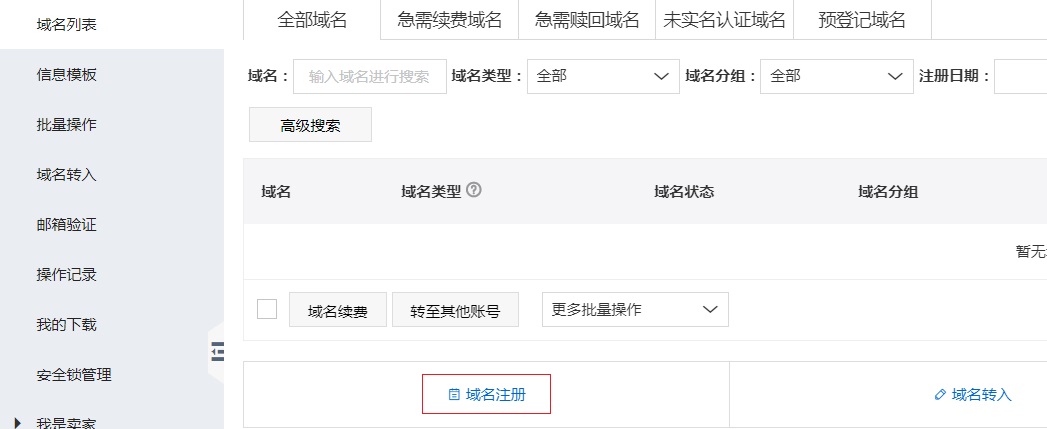 域名列表
信息模板
批量操作
域名转入
邮箱验证
操作记录
我的下载
安全锁管理
我是卖家
全部域名 急需续费域名 急需赎回域名 未实名认证域名 预登记域名
域名： 输入域名进行搜索 域名类型： 全部 域名分组： 全部 注册日期：
高级搜索
域名 域名类型 ? 域名状态 域名分组
暂无
域名续费 转至其他账号 更多批量操作
域名注册 域名转入